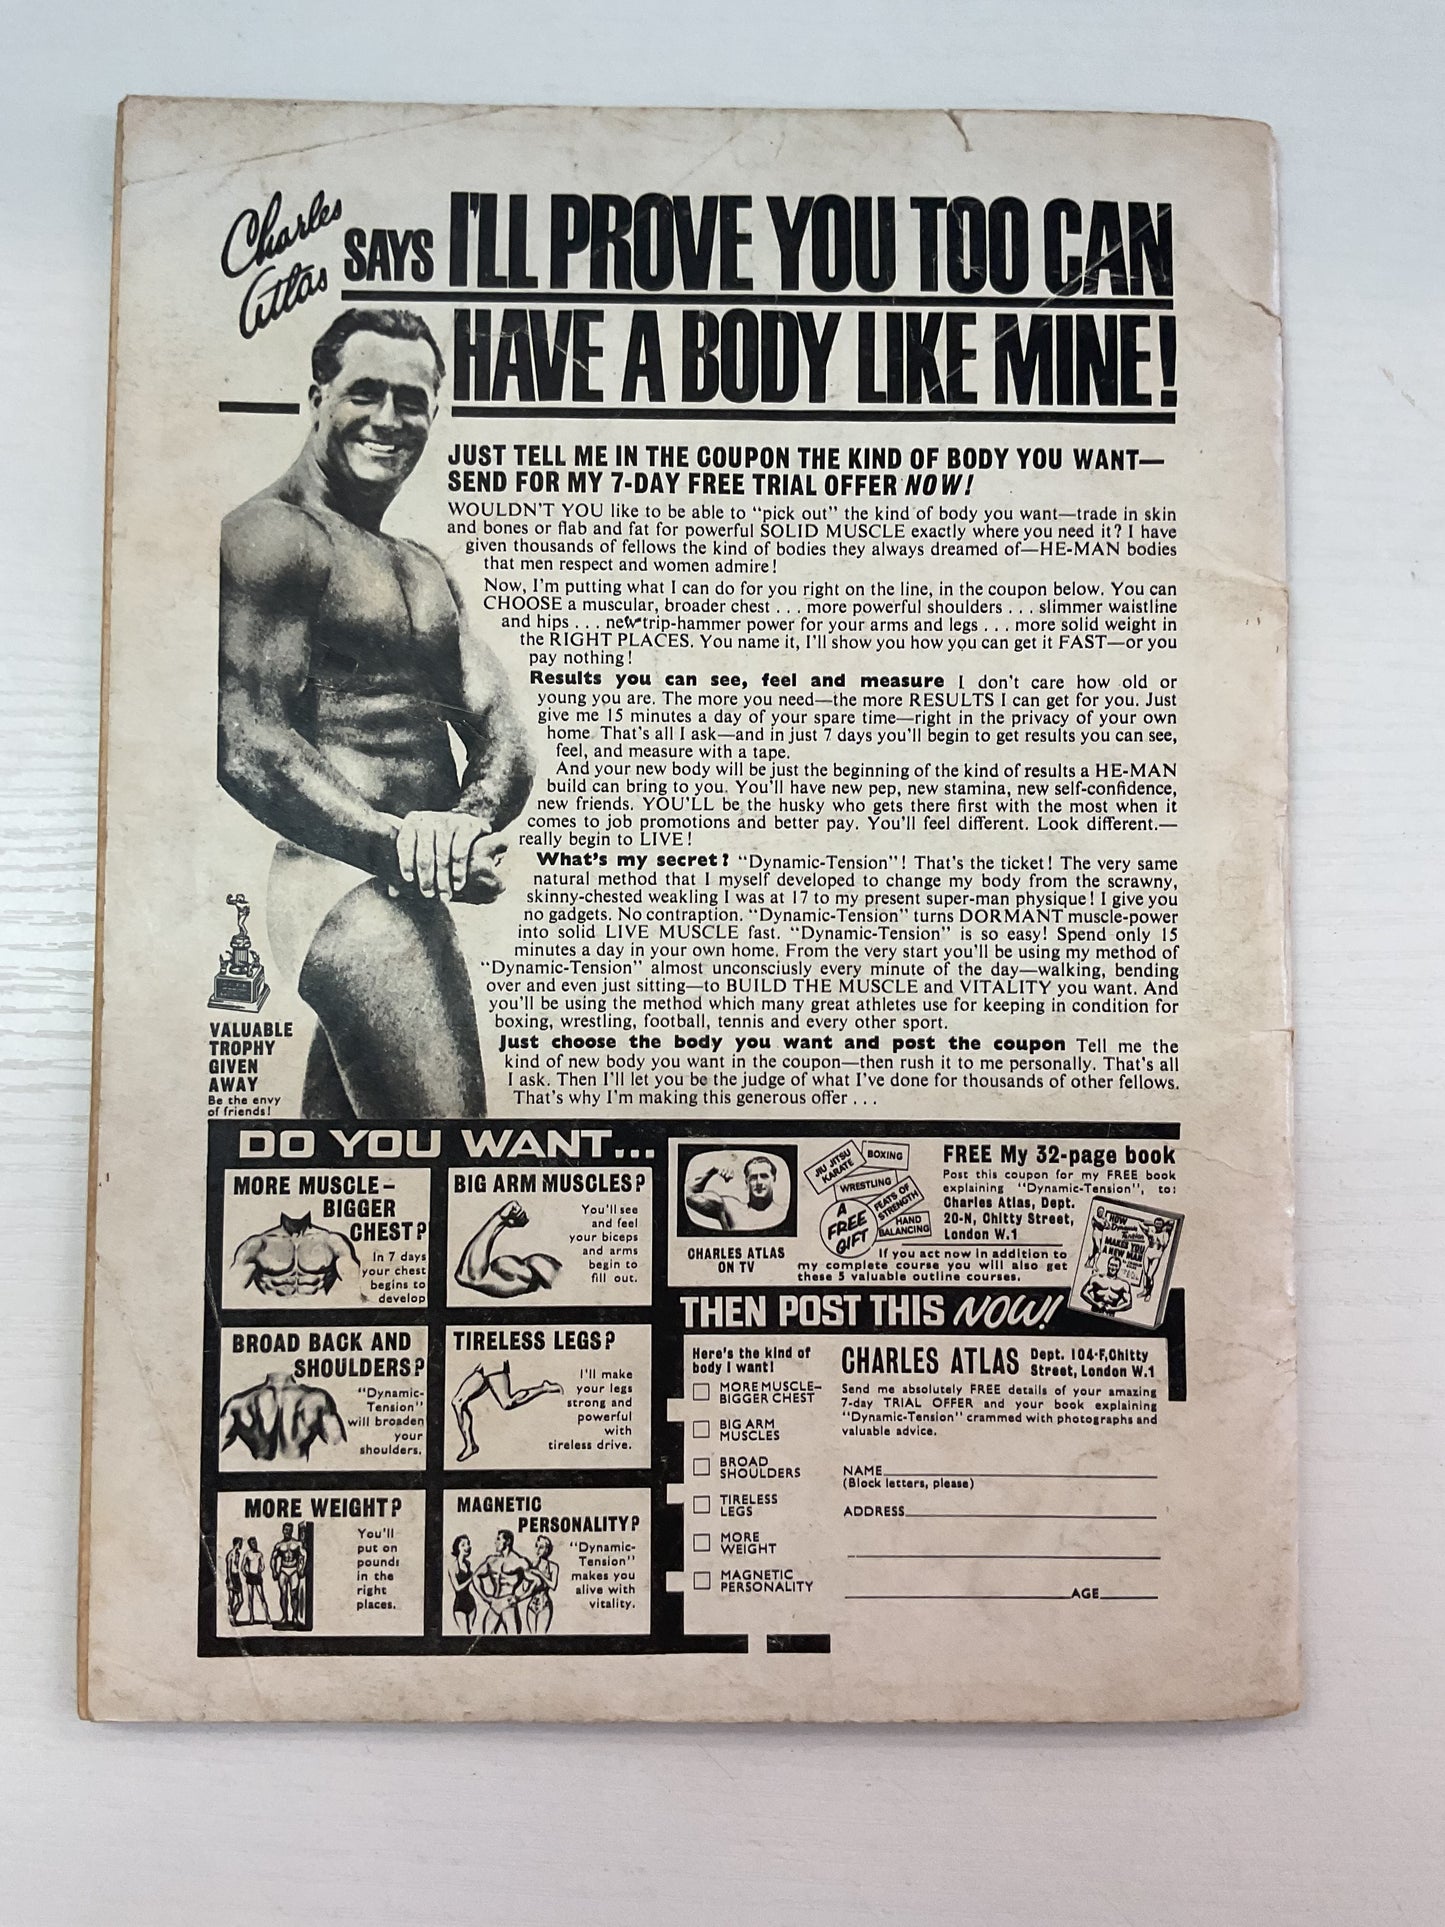 Charles
Atlas
SAYS I'LL PROVE YOU TOO CAN
HAVE A BODY LIKE MINE!
JUST TELL ME IN THE COUPON THE KIND OF BODY YOU WANT—
SEND FOR MY 7-DAY FREE TRIAL OFFER NOW!
WOULDN'T YOU like to be able to "pick out" the kind of body you want—trade in skin
and bones or flab and fat for powerful SOLID MUSCLE exactly where you need it? I have
given thousands of fellows the kind of bodies they always dreamed of—HE-MAN bodies
that men respect and women admire!
Now, I'm putting what I can do for you right on the line, in the coupon below. You can
CHOOSE a muscular, broader chest . . . more powerful shoulders . . . slimmer waistline
and hips . . . new trip-hammer power for your arms and legs . . . more solid weight in
the RIGHT PLACES. You name it, I'll show you how you can get it FAST—or you
pay nothing!
Results you can see, feel and measure I don't care how old or
young you are. The more you need—the more RESULTS I can get for you. Just
give me 15 minutes a day of your spare time—right in the privacy of your own
home. That's all I ask—and in just 7 days you'll begin to get results you can see,
feel, and measure with a tape.
And your new body will be just the beginning of the kind of results a HE-MAN
build can bring to you. You'll have new pep, new stamina, new self-confidence,
new friends. YOU'LL be the husky who gets there first with the most when it
comes to job promotions and better pay. You'll feel different. Look different.—
really begin to LIVE!
What's my secret? "Dynamic-Tension"! That's the ticket! The very same
natural method that I myself developed to change my body from the scrawny,
skinny-chested weakling I was at 17 to my present super-man physique! I give you
no gadgets. No contraption. "Dynamic-Tension" turns DORMANT muscle-power
into solid LIVE MUSCLE fast. "Dynamic-Tension" is so easy! Spend only 15
minutes a day in your own home. From the very start you'll be using my method of
"Dynamic-Tension" almost unconsciusly every minute of the day—walking, bending
over and even just sitting—to BUILD THE MUSCLE and VITALITY you want. And
you'll be using the method which many great athletes use for keeping in condition for
boxing, wrestling, football, tennis and every other sport.
Just choose the body you want and post the coupon Tell me the
kind of new body you want in the coupon—then rush it to me personally. That's all
I ask. Then I'll let you be the judge of what I've done for thousands of other fellows.
That's why I'm making this generous offer . . .
VALUABLE
TROPHY
GIVEN
AWAY
Be the envy
of friends!
DO YOU WANT...
MORE MUSCLE-
BIGGER
CHEST?
In 7 days
your chest
begins to
develop
BIG ARM MUSCLES?
You'll see
and feel
your biceps
and arms
begin to
fill out.
BROAD BACK AND
SHOULDERS?
"Dynamic-
Tension"
will broaden
your
shoulders.
TIRELESS LEGS?
I'll make
your legs
strong and
powerful
with
tireless drive.
MORE WEIGHT?
You'll
put on
pounds
in the
right
places.
MAGNETIC
PERSONALITY?
"Dynamic-
Tension"
makes you
alive with
vitality.
CHARLES ATLAS
ON TV
JIU JITSU
KARATE
BOXING
WRESTLING
FEATS OF
STRENGTH
HAND
BALANCING
A
FREE
GIFT
FREE My 32-page book
Post this coupon for my FREE book
explaining "Dynamic-Tension", to:
Charles Atlas, Dept.
20-N, Chitty Street,
London W.1
If you act now in addition to
my complete course you will also get
these 5 valuable outline courses.
HOW
Dynamic
Tension
MAKES YOU
A NEW MAN
THEN POST THIS NOW!
Here's the kind of
body I want!
MORE MUSCLE-
BIGGER CHEST
BIG ARM
MUSCLES
BROAD
SHOULDERS
TIRELESS
LEGS
MORE
WEIGHT
MAGNETIC
PERSONALITY
CHARLES ATLAS Dept. 104-F, Chitty
Street, London W.1
Send me absolutely FREE details of your amazing
7-day TRIAL OFFER and your book explaining
"Dynamic-Tension" crammed with photographs and
valuable advice.
NAME
(Block letters, please)
ADDRESS
AGE